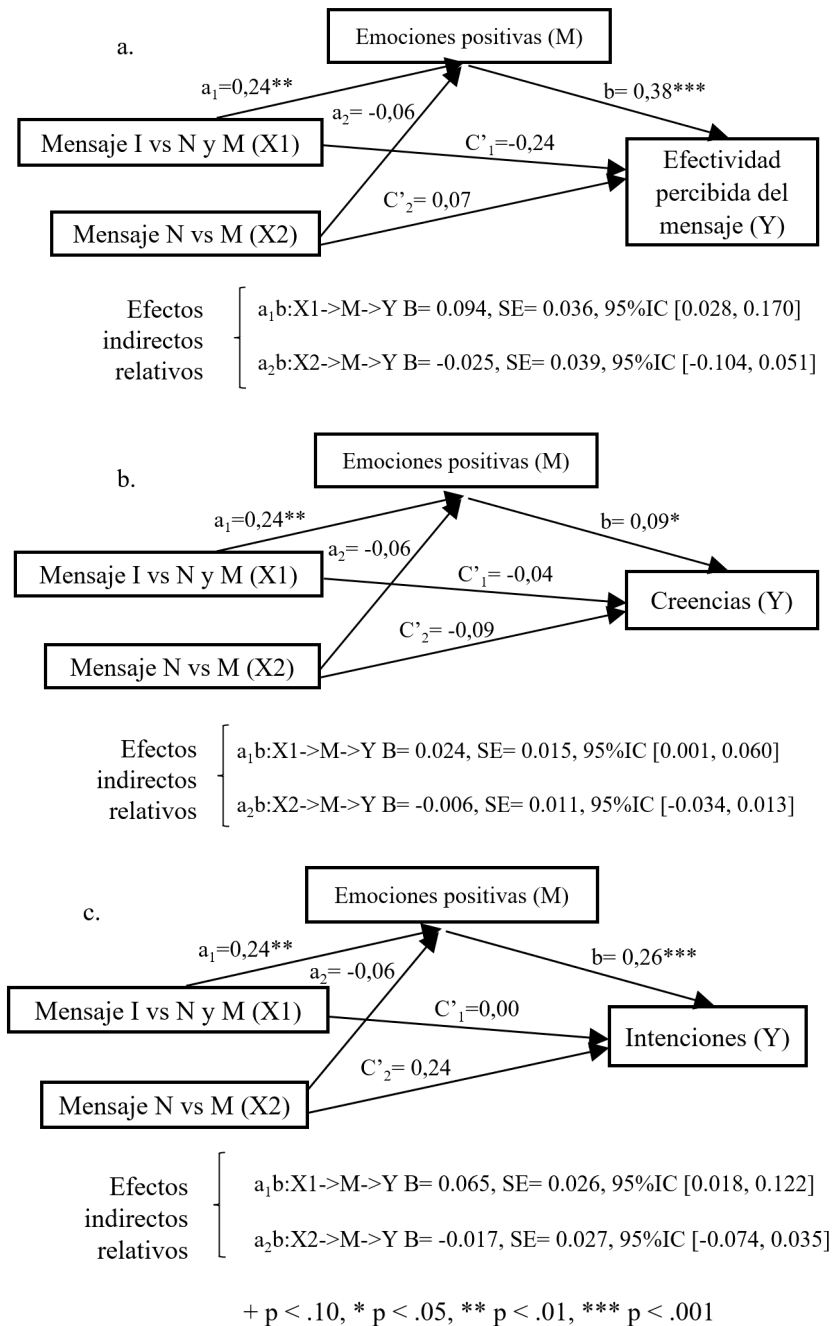 a.
Emociones positivas (M)
a₁=0,24**
a₂= -0,06
b= 0,38***
Mensaje I vs N y M (X1)
C’₁=-0,24
Efectividad
percibida del
mensaje (Y)
C’₂= 0,07
Mensaje N vs M (X2)
Efectos
indirectos
relativos
a₁b:X1->M->Y B= 0.094, SE= 0.036, 95%IC [0.028, 0.170]
a₂b:X2->M->Y B= -0.025, SE= 0.039, 95%IC [-0.104, 0.051]
b.
Emociones positivas (M)
a₁=0,24**
a₂= -0,06
b= 0,09*
Mensaje I vs N y M (X1)
C’₁= -0,04
Creencias (Y)
C’₂= -0,09
Mensaje N vs M (X2)
Efectos
indirectos
relativos
a₁b:X1->M->Y B= 0.024, SE= 0.015, 95%IC [0.001, 0.060]
a₂b:X2->M->Y B= -0.006, SE= 0.011, 95%IC [-0.034, 0.013]
c.
Emociones positivas (M)
a₁=0,24**
a₂= -0,06
b= 0,26***
Mensaje I vs N y M (X1)
C’₁=0,00
Intenciones (Y)
C’₂= 0,24
Mensaje N vs M (X2)
Efectos
indirectos
relativos
a₁b:X1->M->Y B= 0.065, SE= 0.026, 95%IC [0.018, 0.122]
a₂b:X2->M->Y B= -0.017, SE= 0.027, 95%IC [-0.074, 0.035]
+ p < .10, * p < .05, ** p < .01, *** p < .001